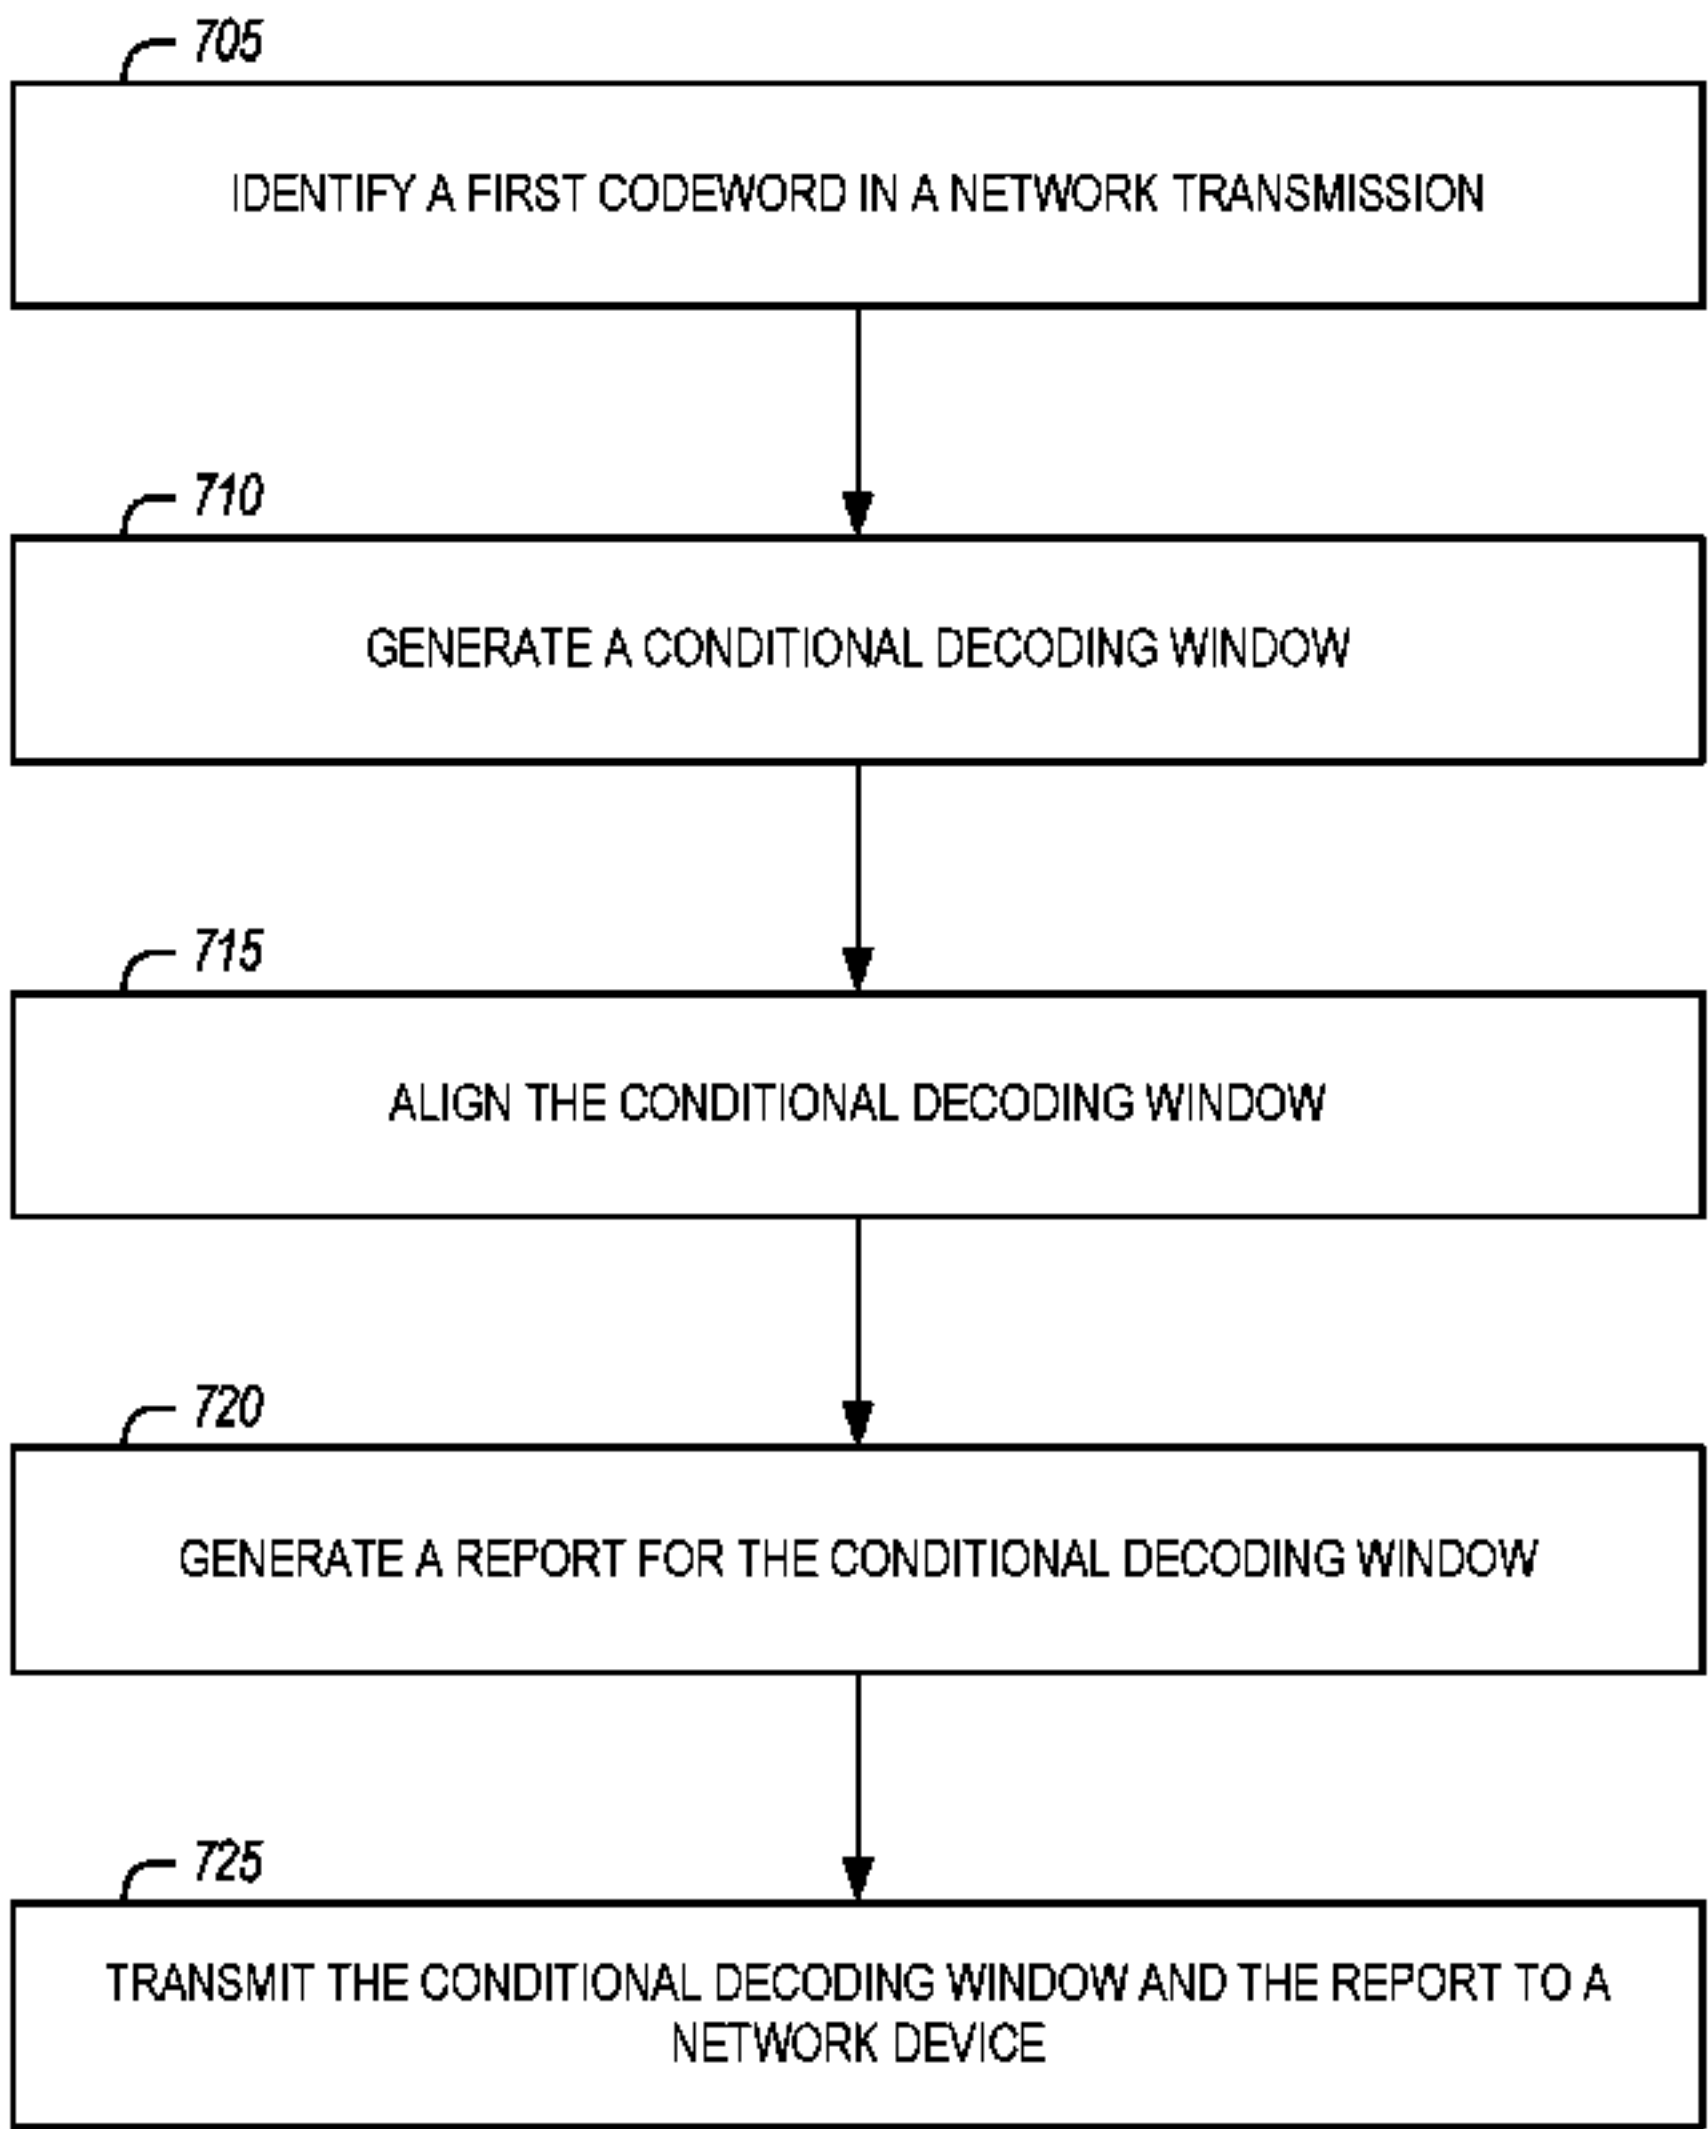 705
IDENTIFY A FIRST CODEWORD IN A NETWORK TRANSMISSION
710
GENERATE A CONDITIONAL DECODING WINDOW
715
ALIGN THE CONDITIONAL DECODING WINDOW
720
GENERATE A REPORT FOR THE CONDITIONAL DECODING WINDOW
725
TRANSMIT THE CONDITIONAL DECODING WINDOW AND THE REPORT TO A
NETWORK DEVICE